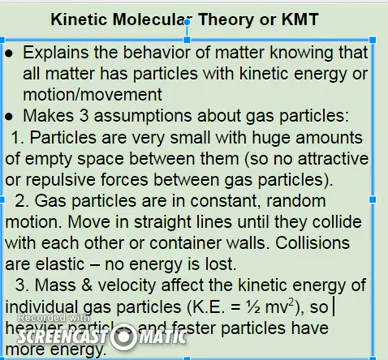 Kinetic Molecular Theory or KMT
● Explains the behavior of matter knowing that
all matter has particles with kinetic energy or
motion/movement
● Makes 3 assumptions about gas particles:
1. Particles are very small with huge amounts
of empty space between them (so no attractive
or repulsive forces between gas particles).
2. Gas particles are in constant, random
motion. Move in straight lines until they collide
with each other or container walls. Collisions
are elastic – no energy is lost.
3. Mass & velocity affect the kinetic energy of
individual gas particles (K.E. = ½ mv²), so
Recorded with
heavier particles and faster particles have
SCREENCAST MATIC
more energy.